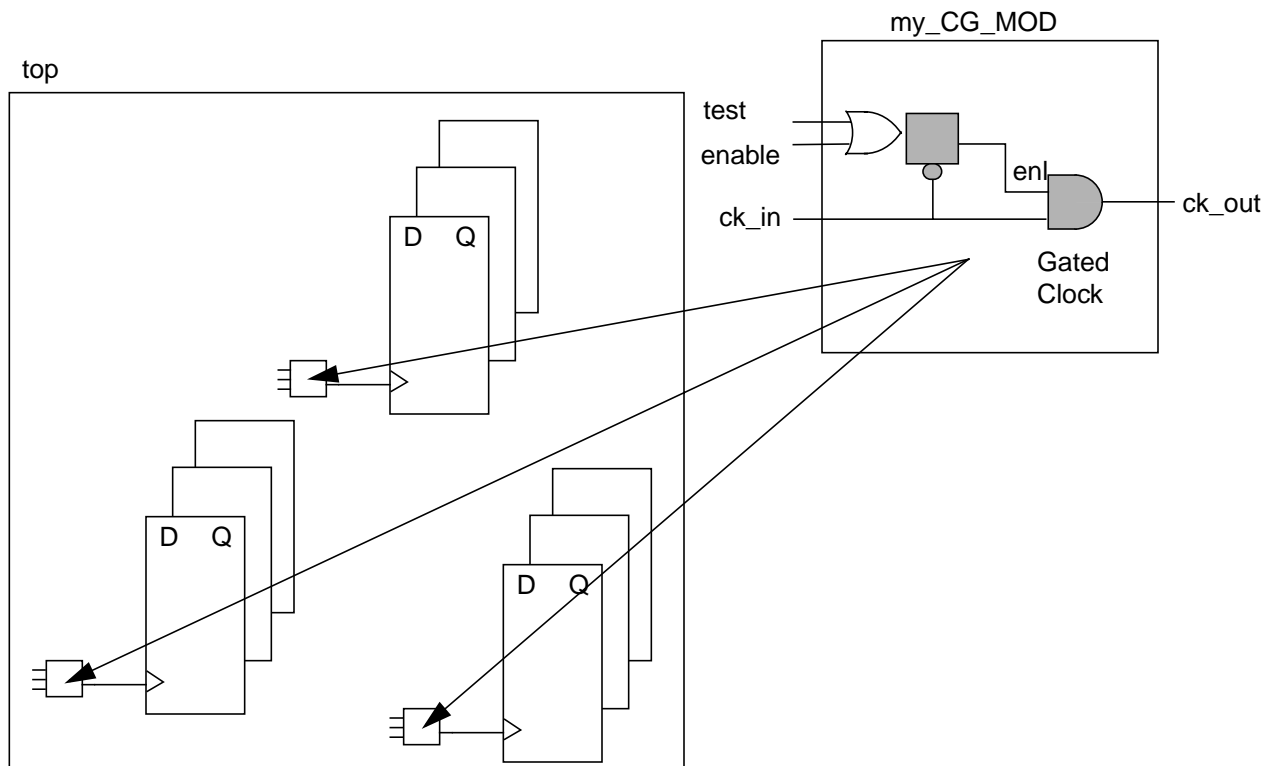 my_CG_MOD
top
test
enable
enl
ck_in
ck_out
D Q
Gated
Clock
D Q
D Q